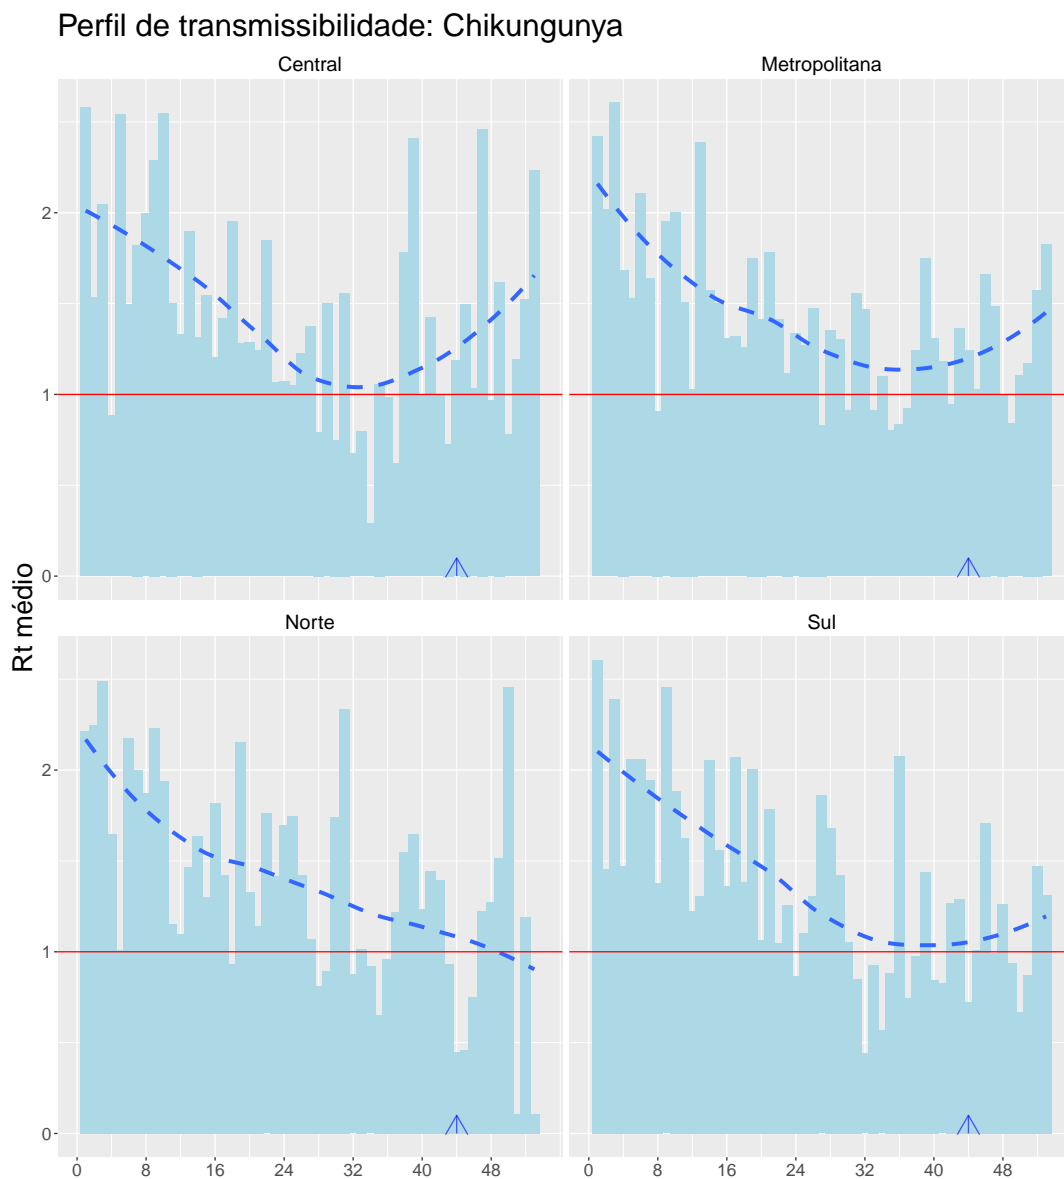 Perfil de transmissibilidade: Chikungunya
Central
Metropolitana
2
1
0
Norte
Sul
Rt médio
2
1
0
0 8 16 24 32 40 48
0 8 16 24 32 40 48